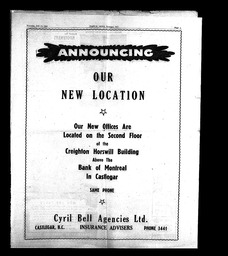 ANNOUNCING
OUR
NEW LOCATION
Our New Offices Are
Located on the Second Floor
of the
Creighton Horswill Building
Above The
Bank of Montreal
In Castlegar
SAME PHONE
Cyril Bell Agencies Ltd.
CASTLEGAR, B.C. INSURANCE ADVISERS PHONE 5441